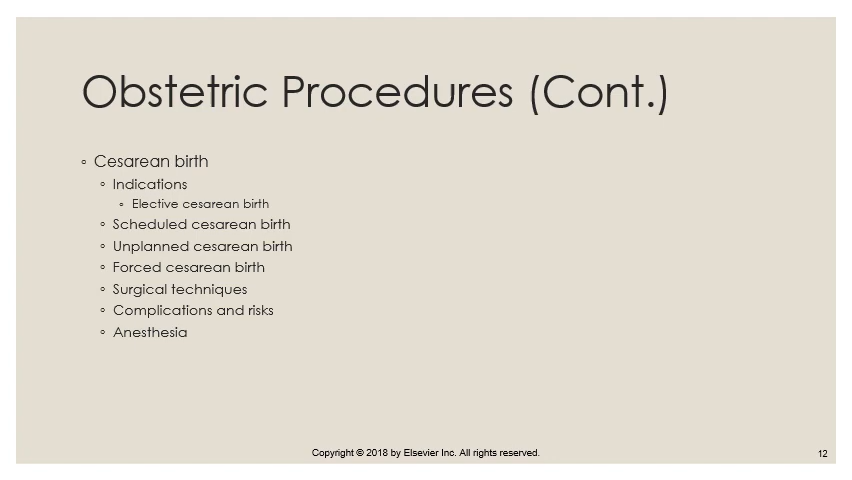 Obstetric Procedures (Cont.)
◦ Cesarean birth
◦ Indications
◦ Elective cesarean birth
◦ Scheduled cesarean birth
◦ Unplanned cesarean birth
◦ Forced cesarean birth
◦ Surgical techniques
◦ Complications and risks
◦ Anesthesia
Copyright © 2018 by Elsevier Inc. All rights reserved.
12